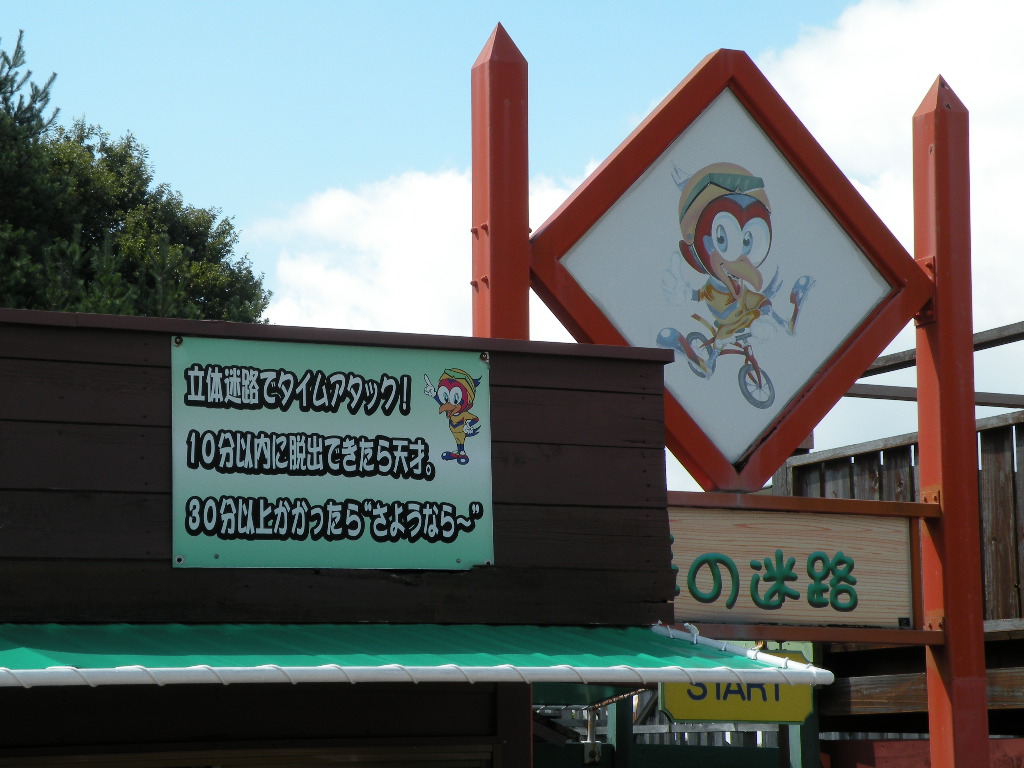 立体迷路でタイムアタック!
10分以内に脱出できたら天才。
30分以上かかったら“さようなら〜”
の迷路
START